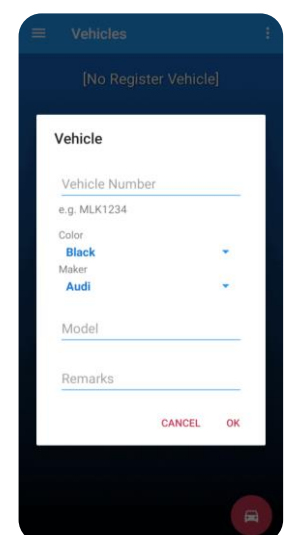 Vehicles
[No Register Vehicle]
Vehicle
Vehicle Number
e.g. MLK1234
Color
Black
Maker
Audi
Model
Remarks
CANCEL OK